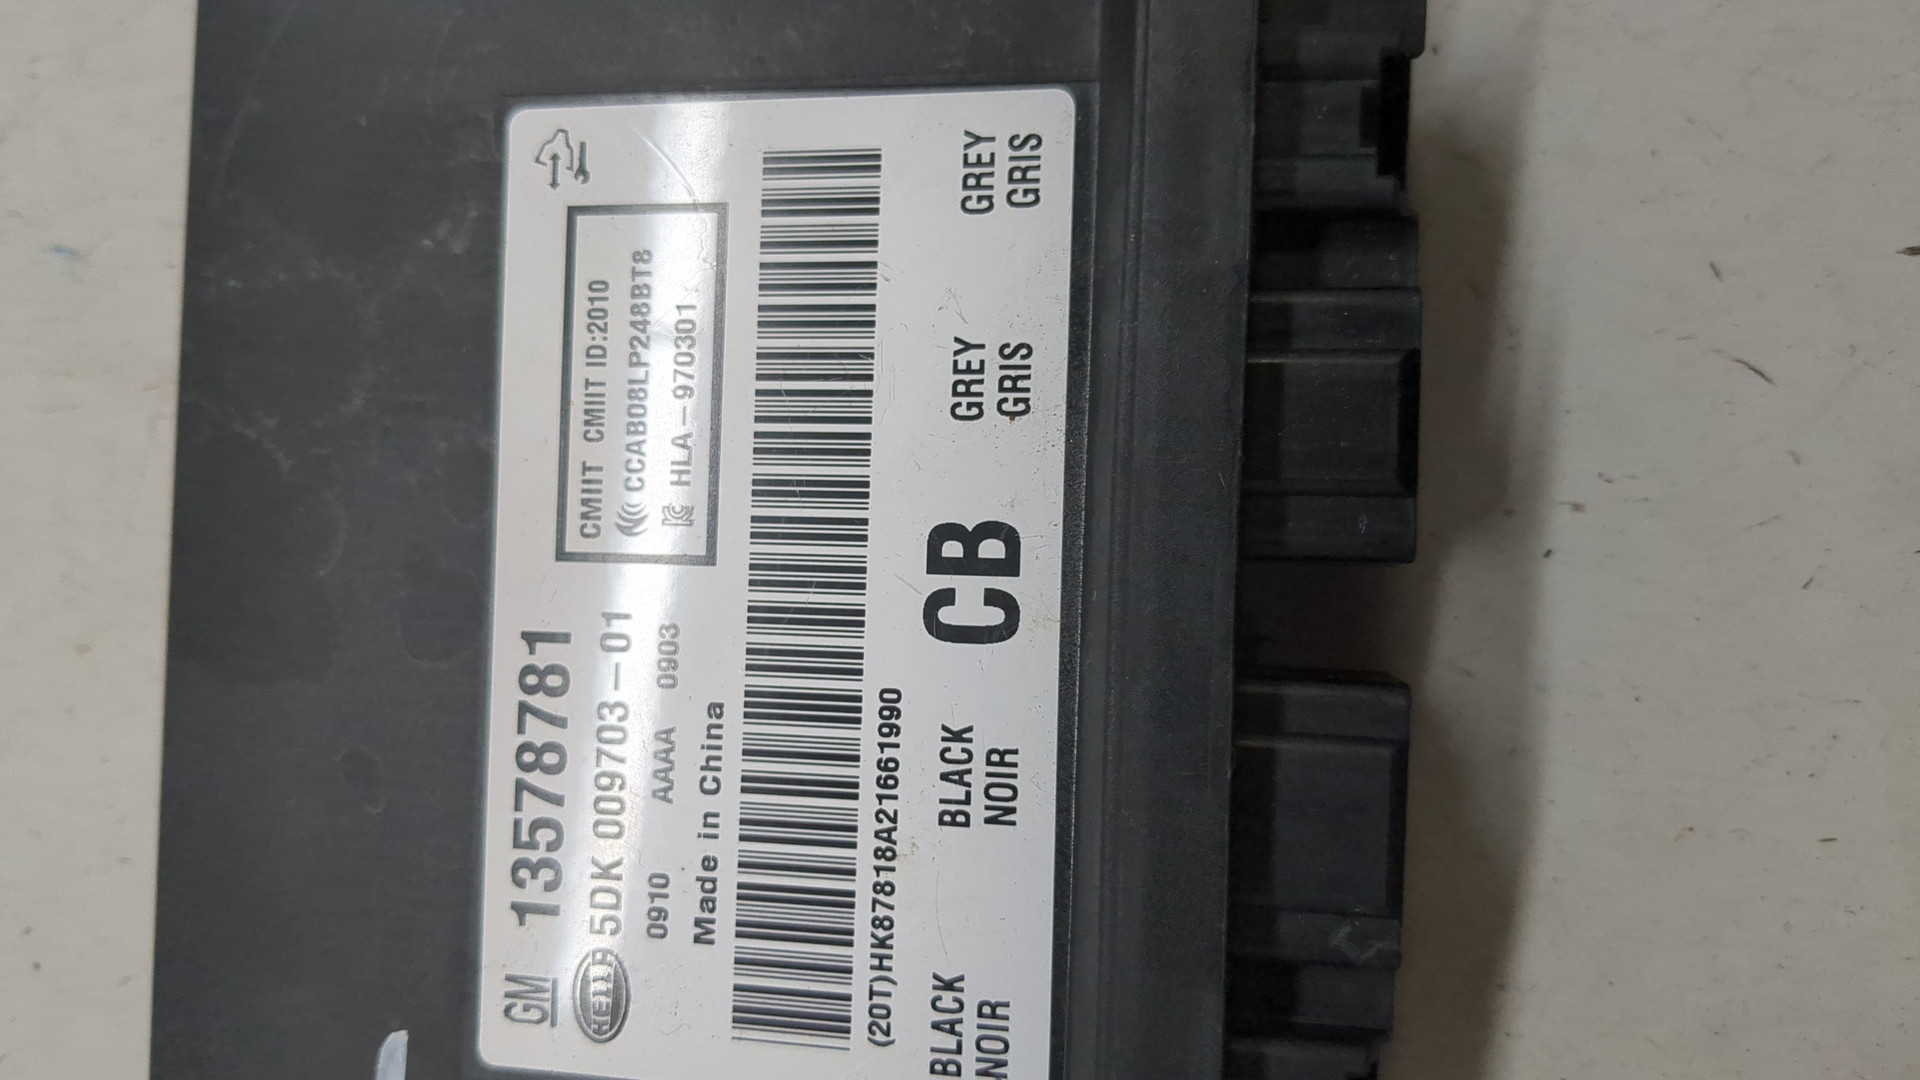 GM 13578781
HELLA 5DK 009703-01
0910 AAAA 0903
Made in China
CMIIT CMIIT ID:2010
CCAB08LP248BT8
HLA-970301
(20T)HK87818A21661990
BLACK
NOIR
BLACK
NOIR
CB
GREY
GRIS
GREY
GRIS